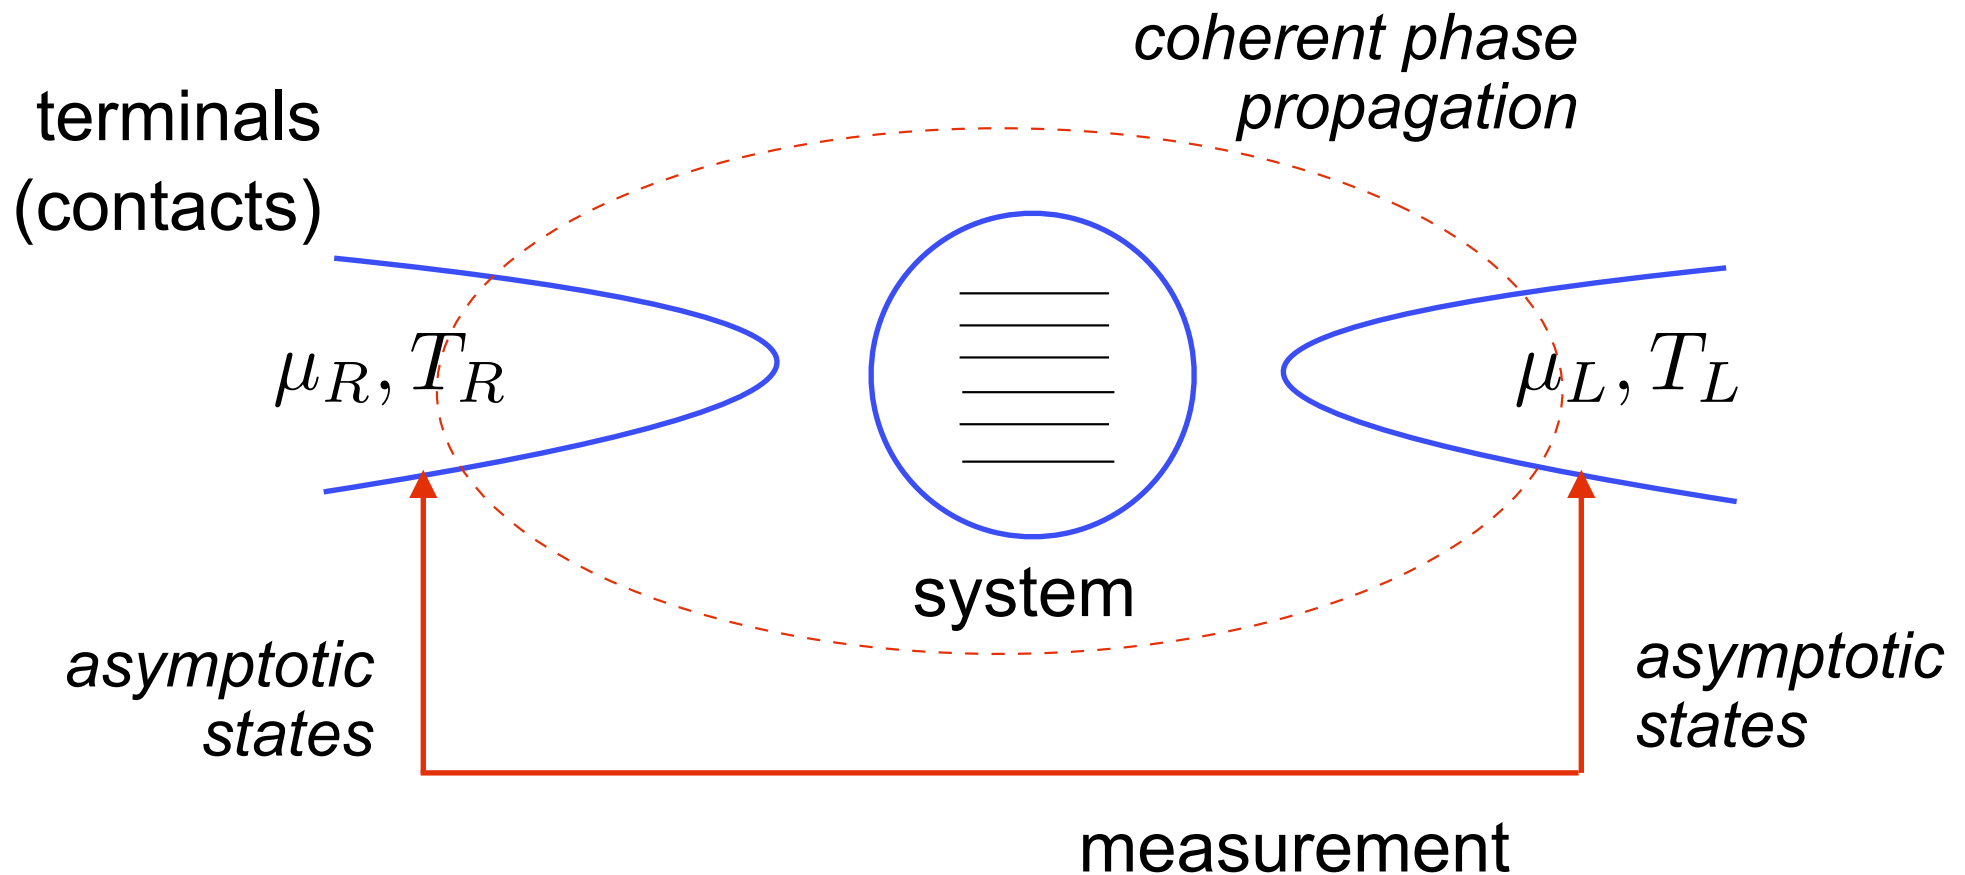 coherent phase
propagation
terminals
(contacts)
μ_R, T_R
μ_L, T_L
system
asymptotic
states
asymptotic
states
measurement